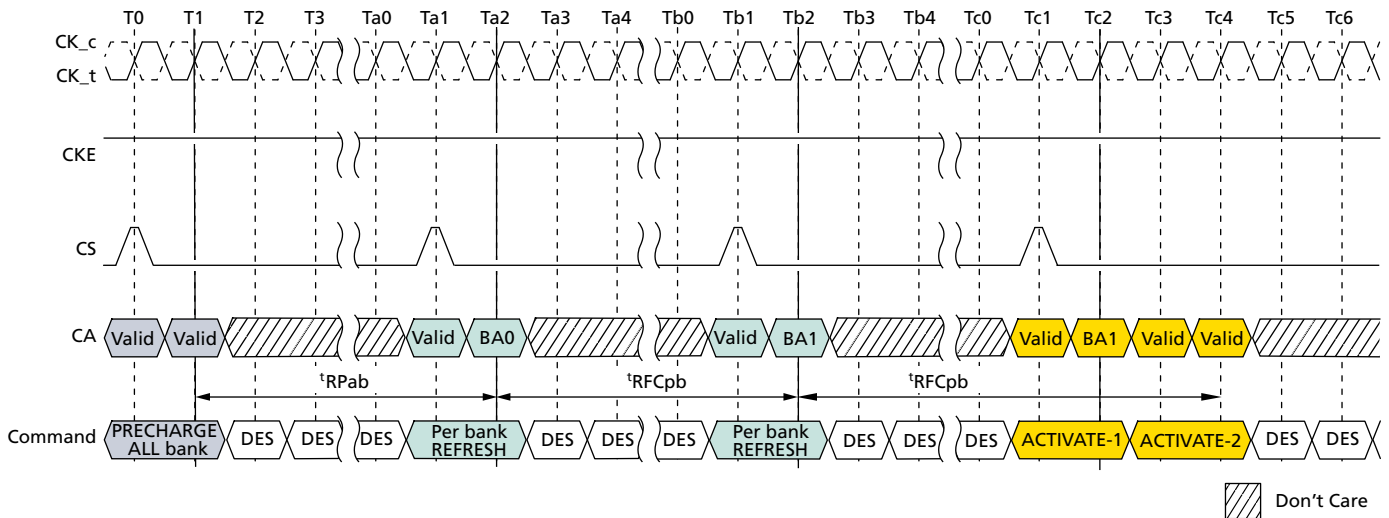 T0 T1 T2 T3 Ta0 Ta1 Ta2 Ta3 Ta4 Tb0 Tb1 Tb2 Tb3 Tb4 Tc0 Tc1 Tc2 Tc3 Tc4 Tc5 Tc6
CK_c
CK_t
CKE
CS
CA Valid Valid Valid BA0 Valid BA1 Valid BA1 Valid Valid
tRPab tRFCpb tRFCpb
Command PRECHARGE ALL bank DES DES DES Per bank REFRESH DES DES DES Per bank REFRESH DES DES DES ACTIVATE-1 ACTIVATE-2 DES DES
Don't Care